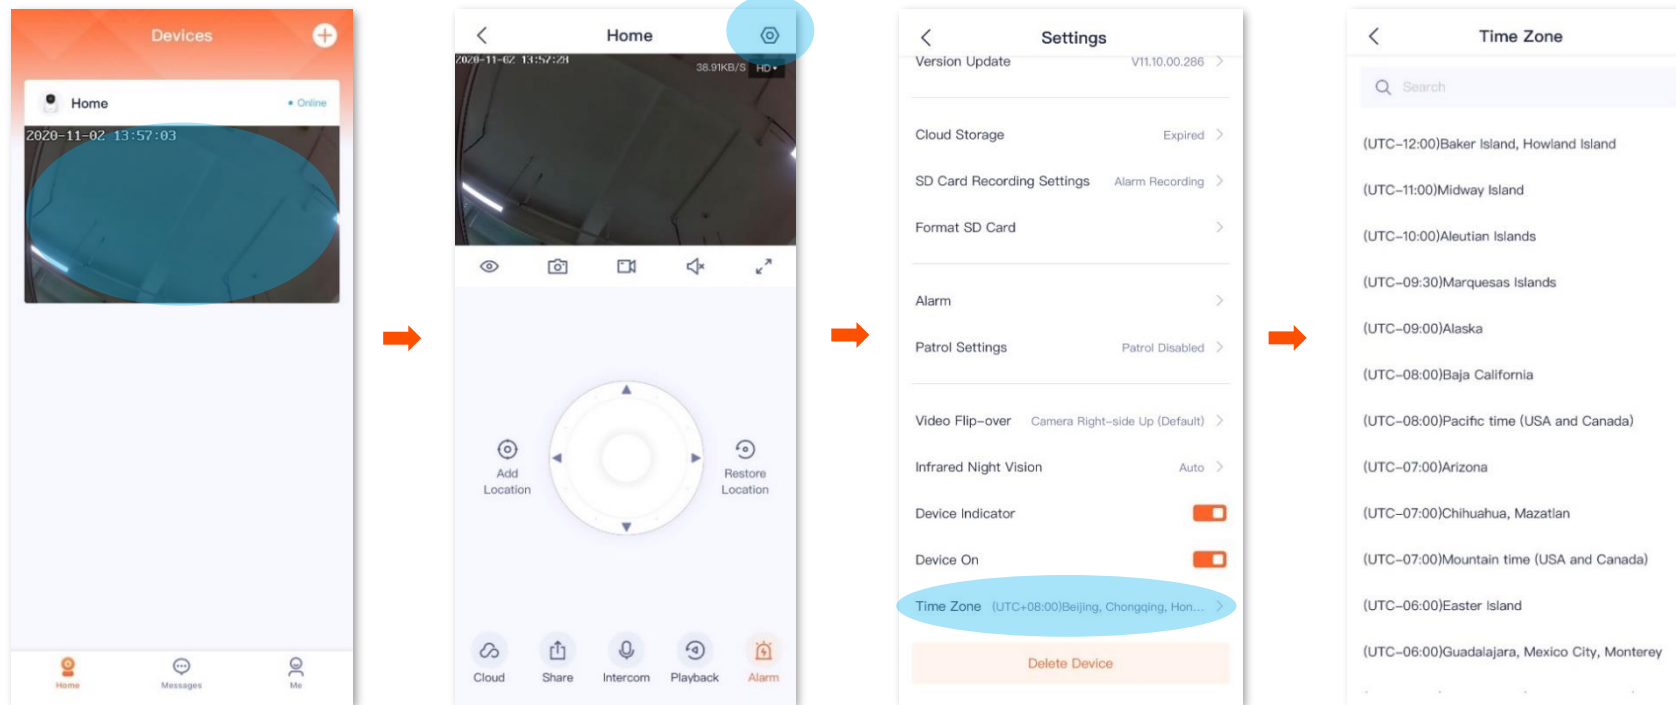 Devices
Home
Online
2020-11-02 13:57:03
Home
Messages
Me
Home
2020-11-02 13:57:28
38.91KB/S HD
Add
Location
Restore
Location
Cloud
Share
Intercom
Playback
Alarm
Settings
Version Update V11.10.00.286
Cloud Storage Expired
SD Card Recording Settings Alarm Recording
Format SD Card
Alarm
Patrol Settings Patrol Disabled
Video Flip-over Camera Right-side Up (Default)
Infrared Night Vision Auto
Device Indicator
Device On
Time Zone (UTC+08:00)Beijing, Chongqing, Hon...
Delete Device
Time Zone
Search
(UTC-12:00)Baker Island, Howland Island
(UTC-11:00)Midway Island
(UTC-10:00)Aleutian Islands
(UTC-09:30)Marquesas Islands
(UTC-09:00)Alaska
(UTC-08:00)Baja California
(UTC-08:00)Pacific time (USA and Canada)
(UTC-07:00)Arizona
(UTC-07:00)Chihuahua, Mazatlan
(UTC-07:00)Mountain time (USA and Canada)
(UTC-06:00)Easter Island
(UTC-06:00)Guadalajara, Mexico City, Monterey